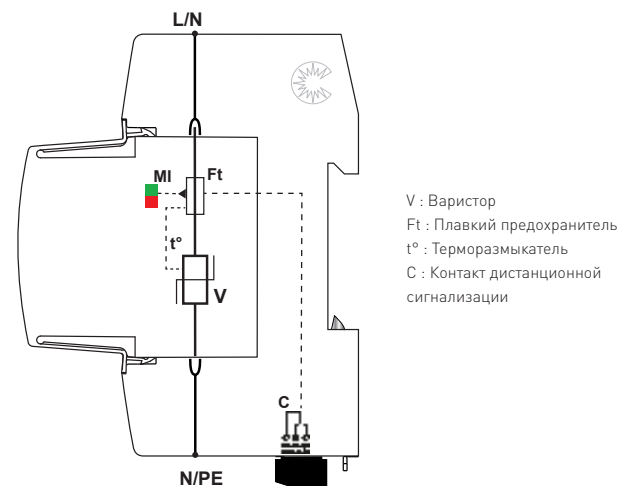 L/N
MI
Ft
t°
V
C
N/PE
V : Варистор
Ft : Плавкий предохранитель
t° : Терморазмыкатель
C : Контакт дистанционной
сигнализации